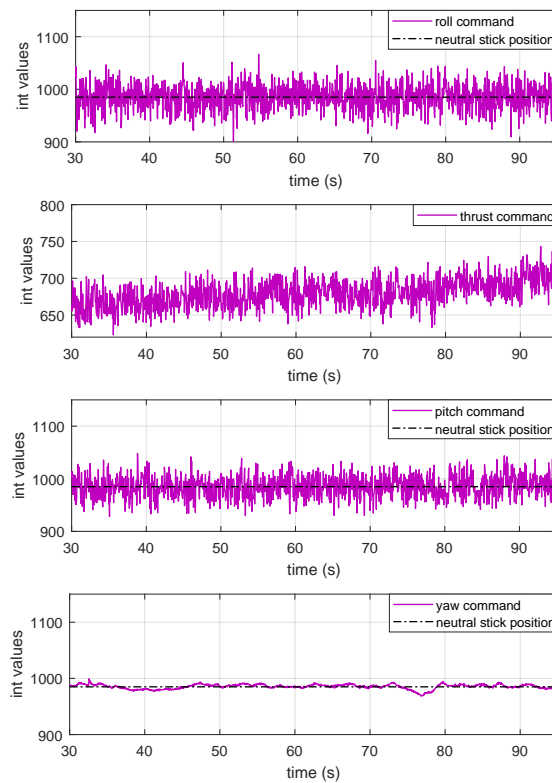 1100
1000
900
int values
roll command
neutral stick position
30 40 50 60 70 80 90
time (s)
800
700
650
int values
thrust command
30 40 50 60 70 80 90
time (s)
1100
1000
900
int values
pitch command
neutral stick position
30 40 50 60 70 80 90
time (s)
1100
1000
900
int values
yaw command
neutral stick position
30 40 50 60 70 80 90
time (s)